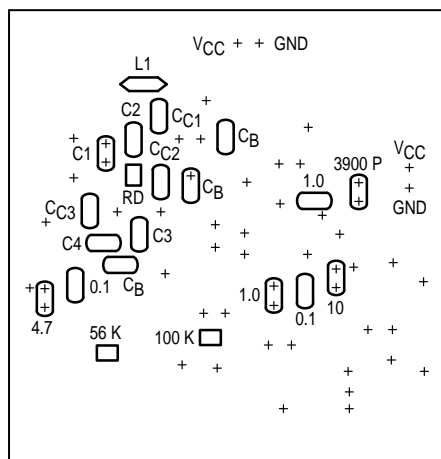 VCC + + GND
L1
C2
CC1
C1
CB
CC2
3900 P
VCC
1.0
RD
CB
GND
CC3
C4
C3
0.1
CB
1.0
0.1
10
4.7
56 K
100 K